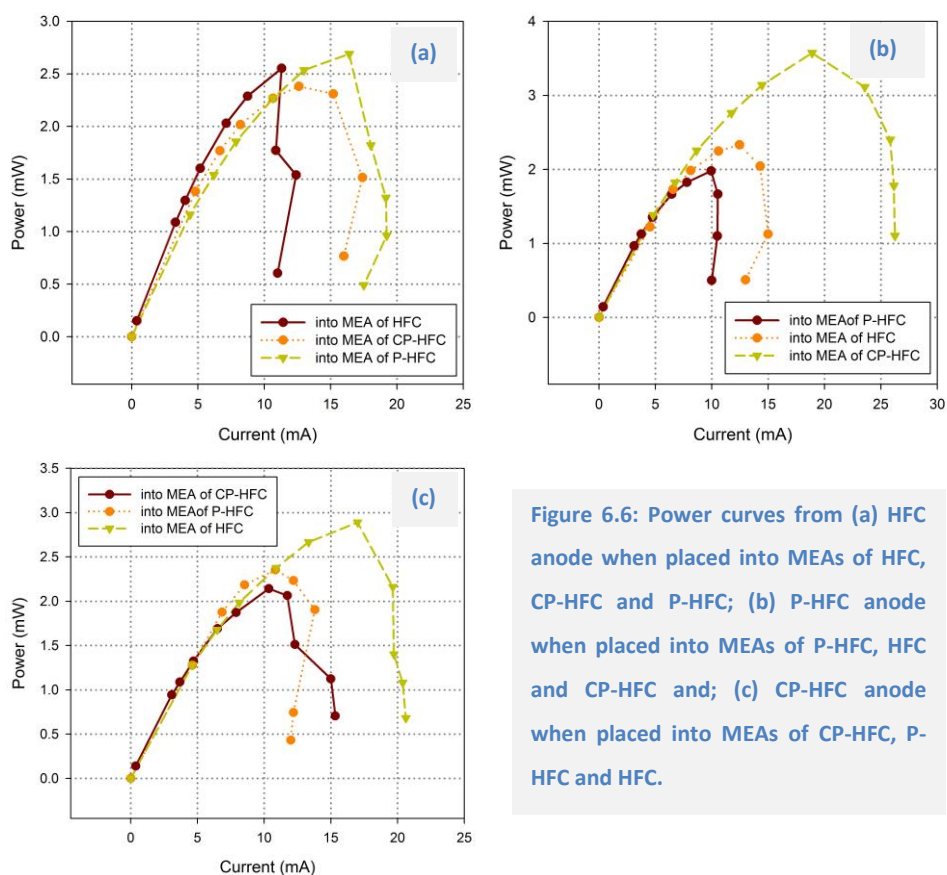 3.0
2.5
2.0
1.5
1.0
0.5
0.0
Power (mW)
(a)
into MEA of HFC
into MEA of CP-HFC
into MEA of P-HFC
0 5 10 15 20 25
Current (mA)
4
3
2
1
0
Power (mW)
(b)
into MEAof P-HFC
into MEA of HFC
into MEA of CP-HFC
0 5 10 15 20 25 30
Current (mA)
3.5
3.0
2.5
2.0
1.5
1.0
0.5
0.0
Power (mW)
(c)
into MEA of CP-HFC
into MEAof P-HFC
into MEA of HFC
0 5 10 15 20 25
Current (mA)
Figure 6.6: Power curves from (a) HFC
anode when placed into MEAs of HFC,
CP-HFC and P-HFC; (b) P-HFC anode
when placed into MEAs of P-HFC, HFC
and CP-HFC and; (c) CP-HFC anode
when placed into MEAs of CP-HFC, P-
HFC and HFC.